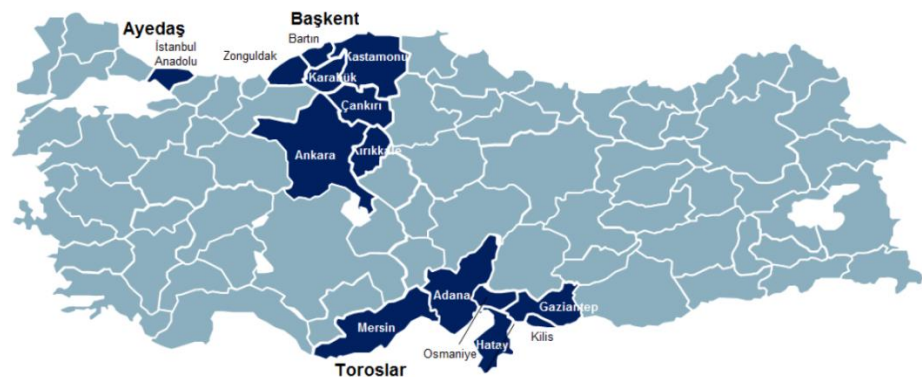 Ayedaş
İstanbul
Anadolu
Başkent
Bartın
Zonguldak
Kastamonu
Karabük
Çankırı
Ankara
Kırıkkale
Adana
Gaziantep
Mersin
Osmaniye
Hatay
Kilis
Toroslar